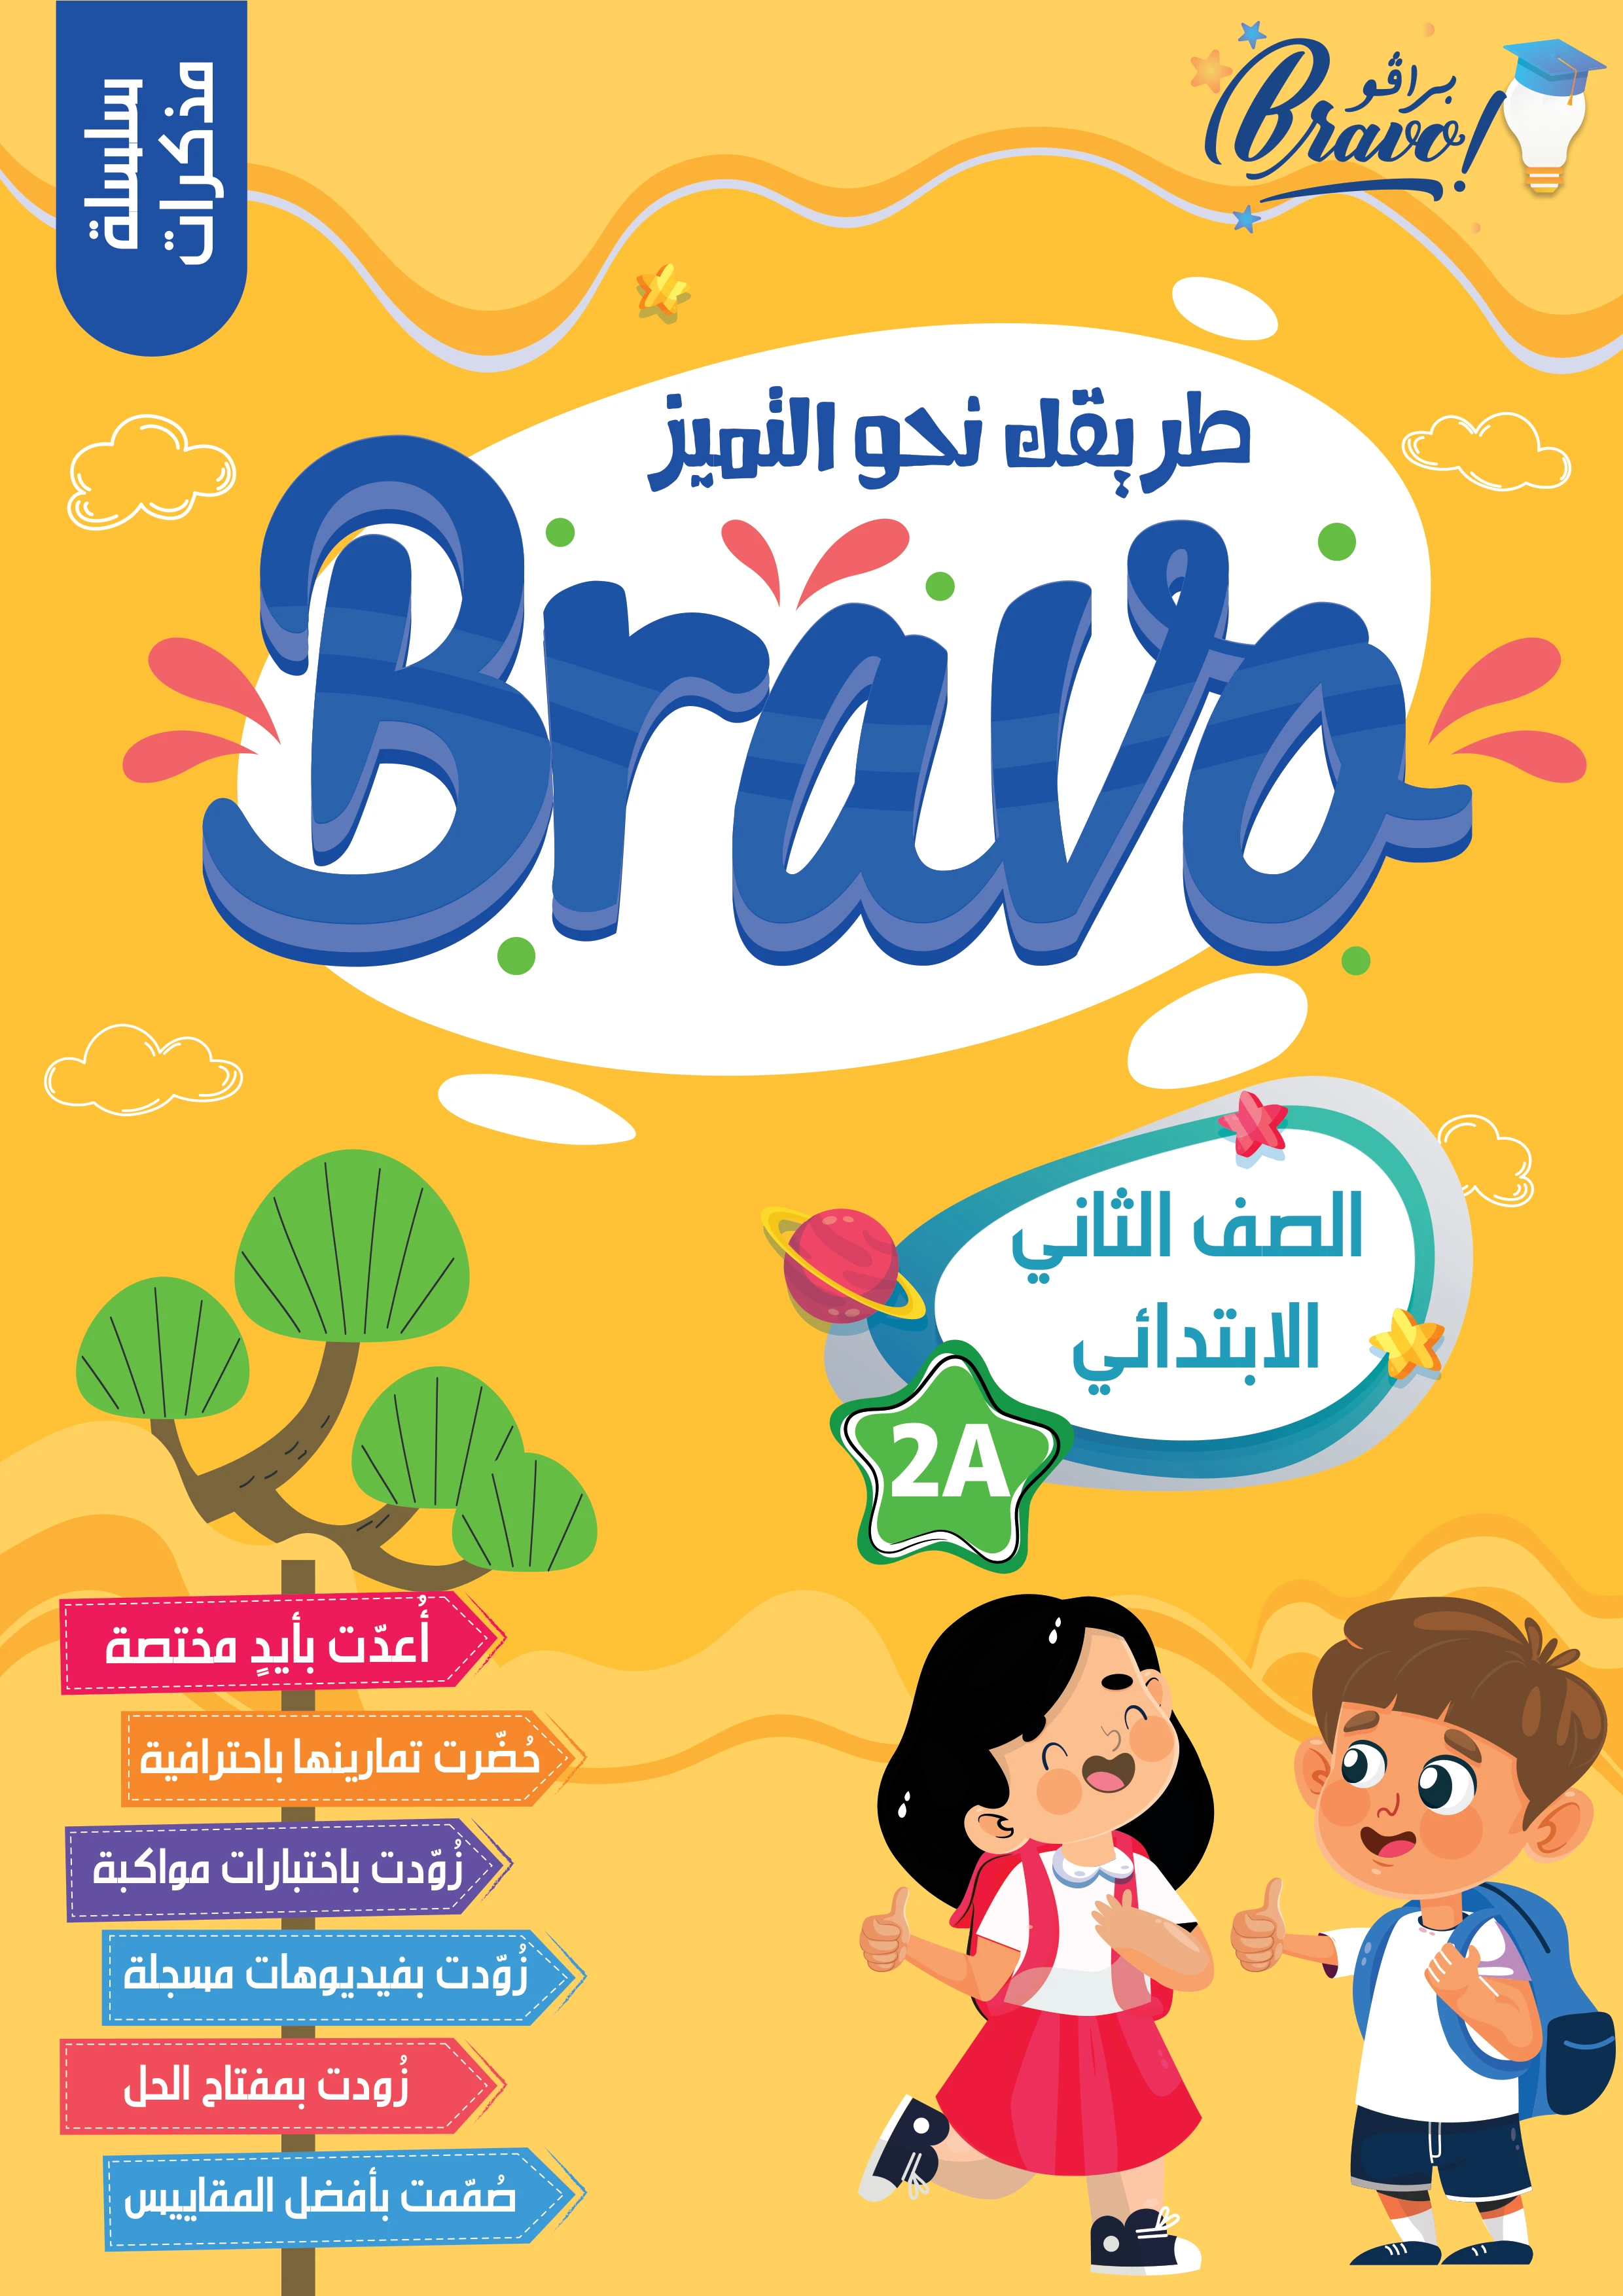 سلسلة
مذكرات
براڤو
Bravo!
طريقك نحو التميز
Bravo
الصف الثاني
الابتدائي
2A
أُعدّت بأيدٍ مختصة
حُضّرت تمارينها باحترافية
زُوّدت باختبارات مواكبة
زُوّدت بفيديوهات مسجلة
زُودت بمفتاح الحل
صُمّمت بأفضل المقاييس